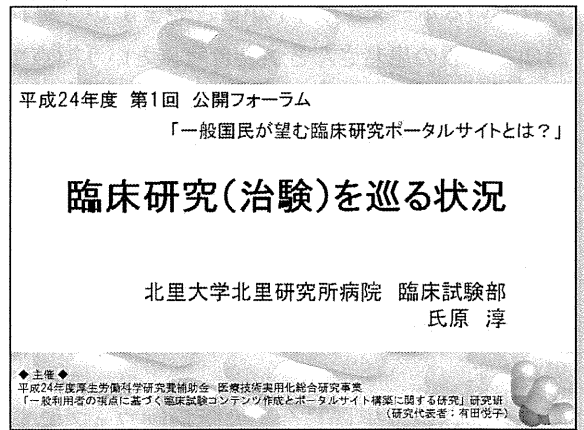 平成24年度 第1回 公開フォーラム
「一般国民が望む臨床研究ポータルサイトとは？」
臨床研究(治験)を巡る状況
北里大学北里研究所病院 臨床試験部
氏原 淳
◆ 主催 ◆
平成24年度厚生労働科学研究費補助金 医療技術実用化総合研究事業
「一般利用者の視点に基づく臨床試験コンテンツ作成とポータルサイト構築に関する研究」研究班
(研究代表者：有田悦子)